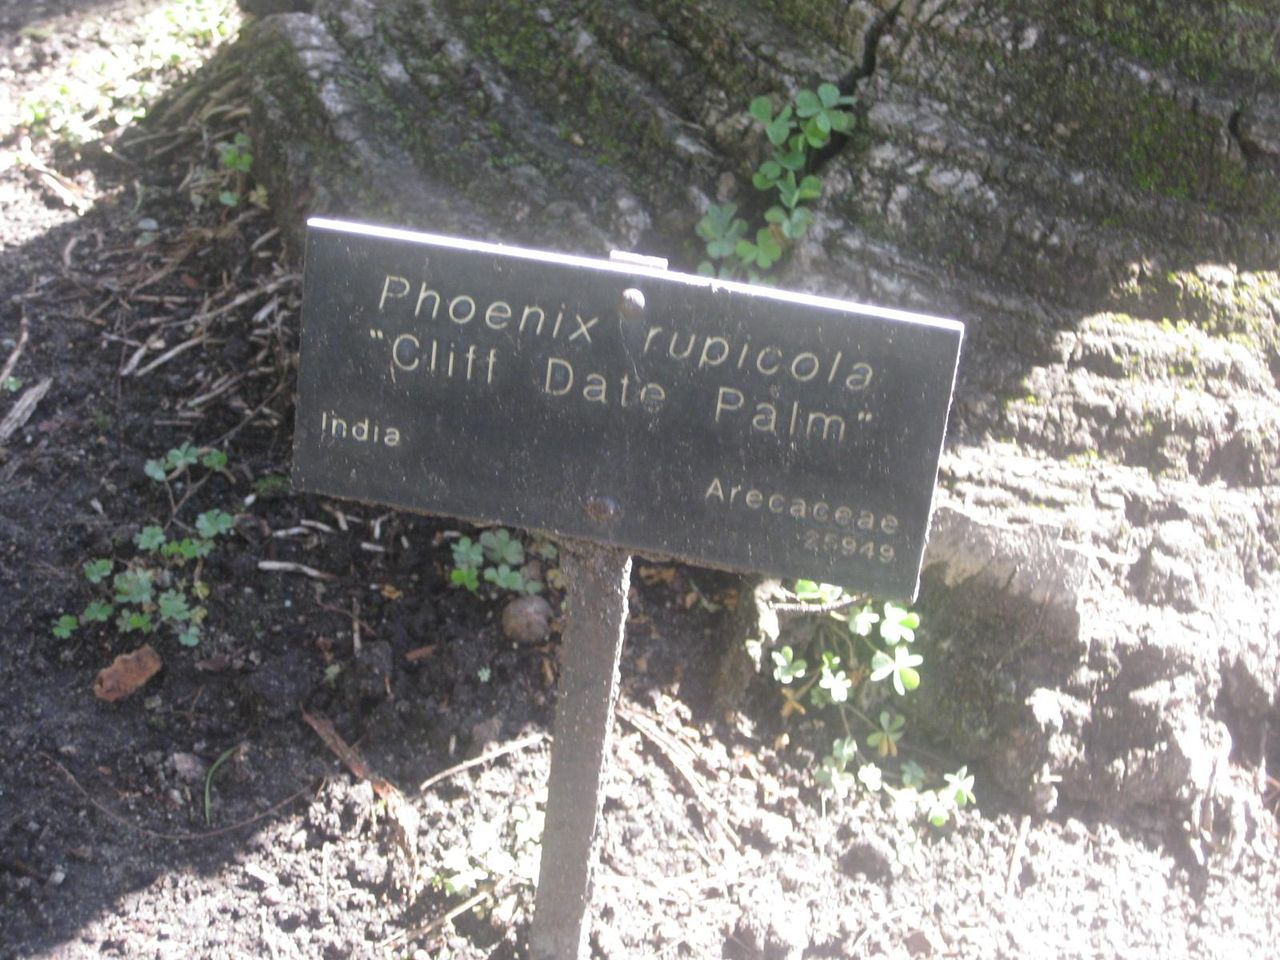 Phoenix rupicola
"Cliff Date Palm"
India
Arecaceae
25949